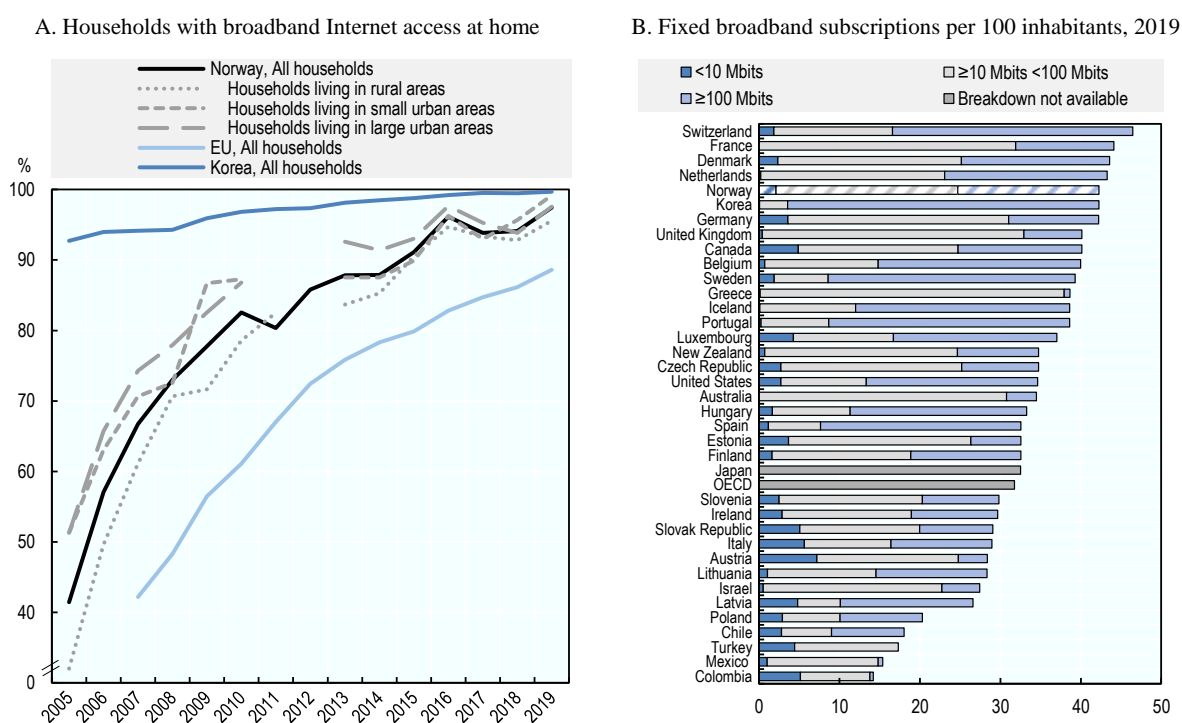 A. Households with broadband Internet access at home
Norway, All households
Households living in rural areas
Households living in small urban areas
Households living in large urban areas
EU, All households
Korea, All households
%
100
90
80
70
60
50
40
0
2005
2006
2007
2008
2009
2010
2011
2012
2013
2014
2015
2016
2017
2018
2019
B. Fixed broadband subscriptions per 100 inhabitants, 2019
<10 Mbits
≥10 Mbits <100 Mbits
≥100 Mbits
Breakdown not available
Switzerland
France
Denmark
Netherlands
Norway
Korea
Germany
United Kingdom
Canada
Belgium
Sweden
Greece
Iceland
Portugal
Luxembourg
New Zealand
Czech Republic
United States
Australia
Hungary
Spain
Estonia
Finland
Japan
OECD
Slovenia
Ireland
Slovak Republic
Italy
Austria
Lithuania
Israel
Latvia
Poland
Chile
Turkey
Mexico
Colombia
0
10
20
30
40
50